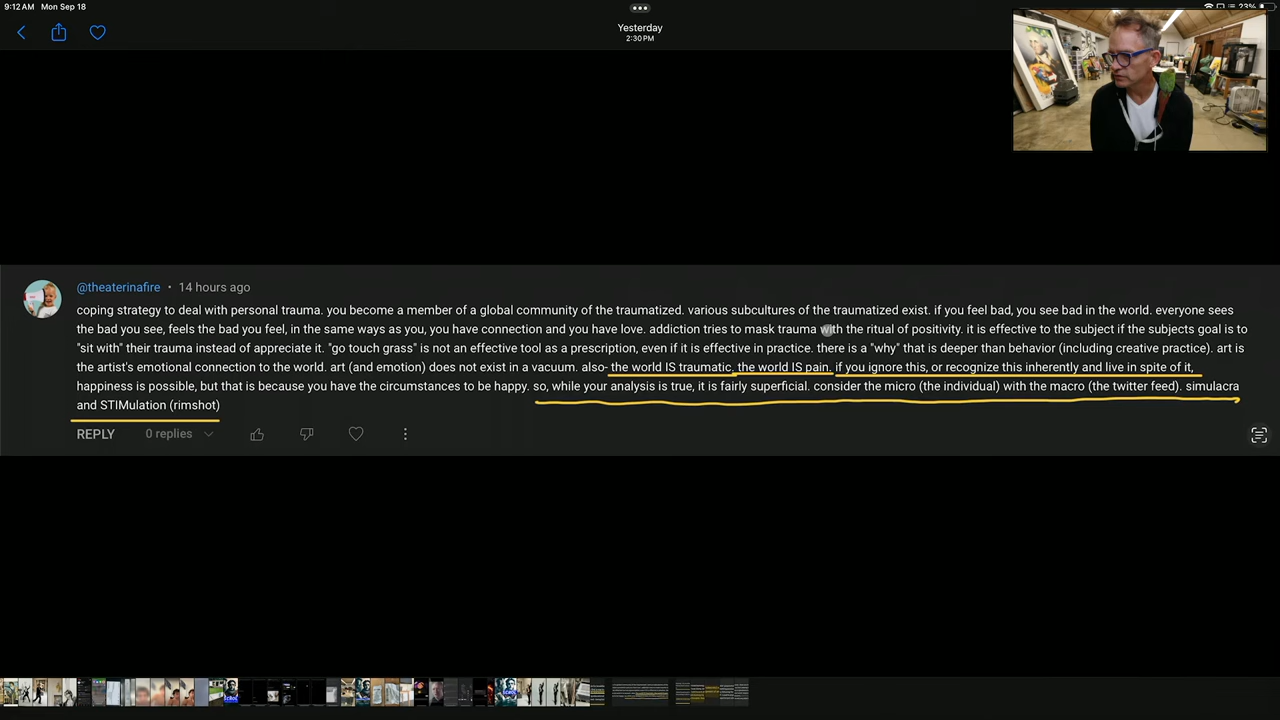 9:12 AM Mon Sep 18
23%
Yesterday
2:30 PM
@theaterinafire • 14 hours ago
coping strategy to deal with personal trauma. you become a member of a global community of the traumatized. various subcultures of the traumatized exist. if you feel bad, you see bad in the world. everyone sees
the bad you see, feels the bad you feel, in the same ways as you, you have connection and you have love. addiction tries to mask trauma with the ritual of positivity. it is effective to the subject if the subjects goal is to
"sit with" their trauma instead of appreciate it. "go touch grass" is not an effective tool as a prescription, even if it is effective in practice. there is a "why" that is deeper than behavior (including creative practice). art is
the artist's emotional connection to the world. art (and emotion) does not exist in a vacuum. also- the world IS traumatic, the world IS pain. if you ignore this, or recognize this inherently and live in spite of it,
happiness is possible, but that is because you have the circumstances to be happy. so, while your analysis is true, it is fairly superficial. consider the micro (the individual) with the macro (the twitter feed). simulacra
and STIMulation (rimshot)
REPLY 0 replies